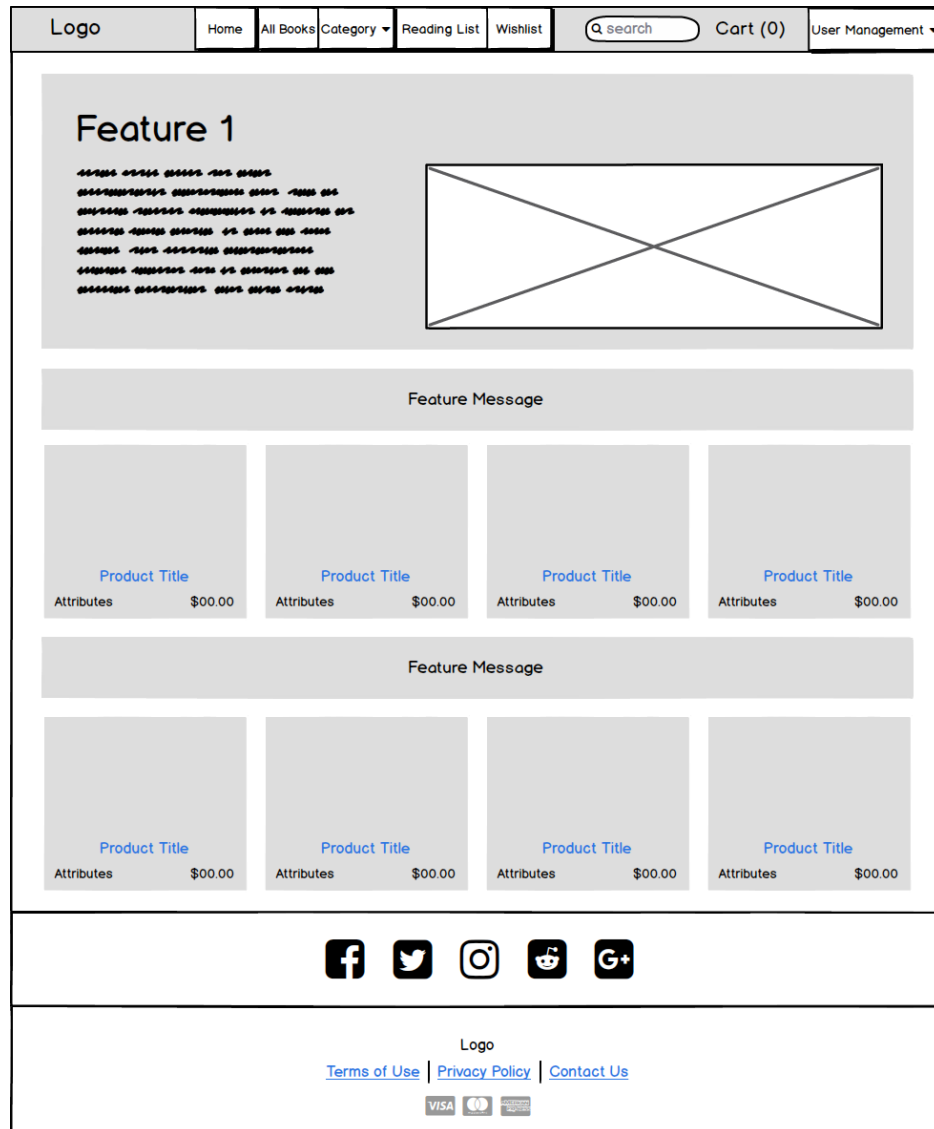 Logo Home All Books Category Reading List Wishlist search Cart (0) User Management
Feature 1
Feature Message
Product Title Product Title Product Title Product Title
Attributes $00.00 Attributes $00.00 Attributes $00.00 Attributes $00.00
Feature Message
Product Title Product Title Product Title Product Title
Attributes $00.00 Attributes $00.00 Attributes $00.00 Attributes $00.00
G+
Logo
Terms of Use | Privacy Policy | Contact Us
VISA